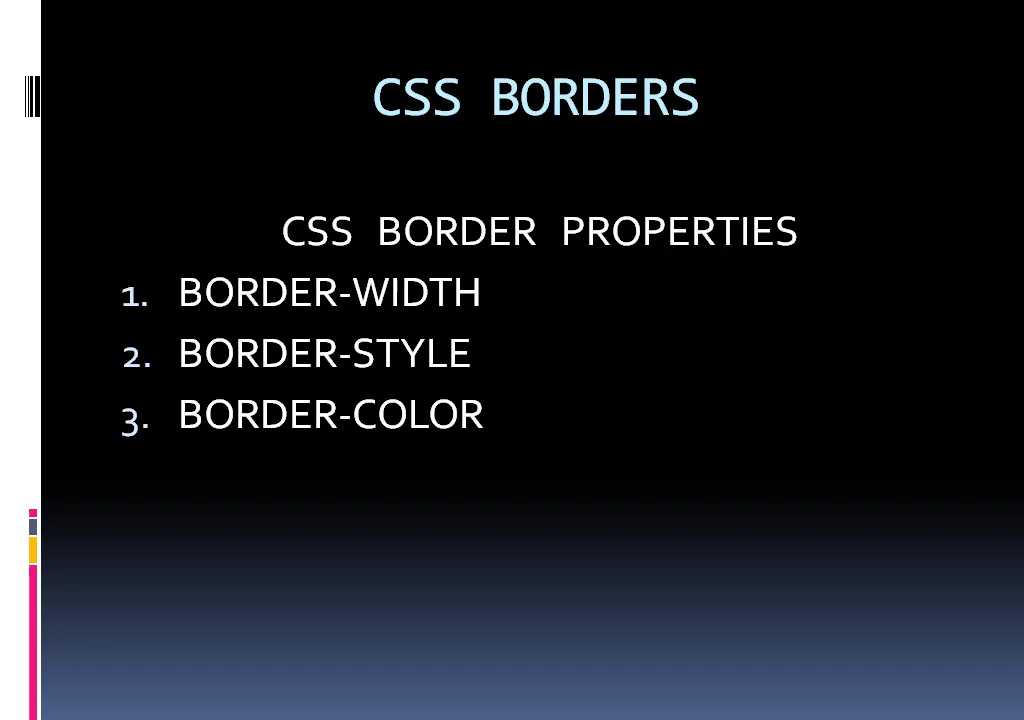 CSS BORDERS
CSS BORDER PROPERTIES
1. BORDER-WIDTH
2. BORDER-STYLE
3. BORDER-COLOR